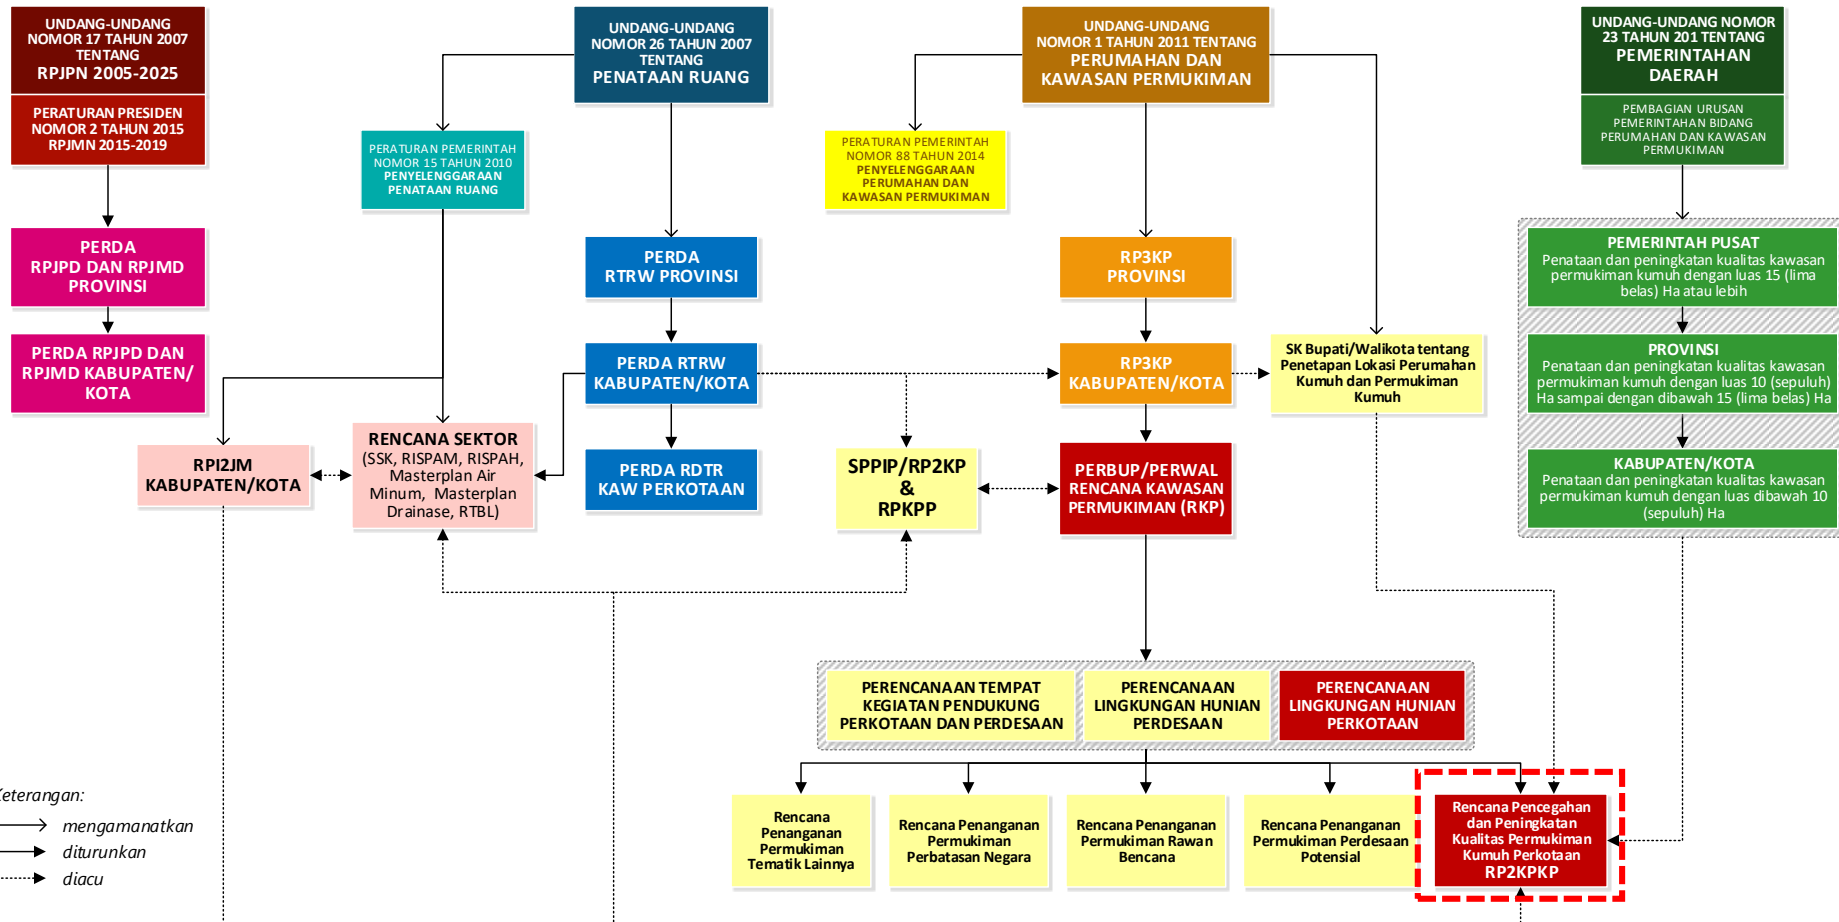 UNDANG-UNDANG
NOMOR 17 TAHUN 2007
TENTANG
RPJPN 2005-2025
PERATURAN PRESIDEN
NOMOR 2 TAHUN 2015
RPJMN 2015-2019
PERDA
RPJPD DAN RPJMD
PROVINSI
PERDA RPJPD DAN
RPJMD KABUPATEN/
KOTA
UNDANG-UNDANG
NOMOR 26 TAHUN 2007
TENTANG
PENATAAN RUANG
PERATURAN PEMERINTAH
NOMOR 15 TAHUN 2010
PENYELENGGARAAN
PENATAAN RUANG
PERDA
RTRW PROVINSI
PERDA RTRW
KABUPATEN/KOTA
PERDA RDTR
KAW PERKOTAAN
RPI2JM
KABUPATEN/KOTA
RENCANA SEKTOR
(SSK, RISPAM, RISPAH,
Masterplan Air
Minum, Masterplan
Drainase, RTBL)
UNDANG-UNDANG
NOMOR 1 TAHUN 2011 TENTANG
PERUMAHAN DAN
KAWASAN PERMUKIMAN
PERATURAN PEMERINTAH
NOMOR 88 TAHUN 2014
PENYELENGGARAAN
PERUMAHAN DAN
KAWASAN PERMUKIMAN
RP3KP
PROVINSI
RP3KP
KABUPATEN/KOTA
SK Bupati/Walikota tentang
Penetapan Lokasi Perumahan
Kumuh dan Permukiman
Kumuh
SPPIP/RP2KP
&
RPKPP
PERBUP/PERWAL
RENCANA KAWASAN
PERMUKIMAN (RKP)
UNDANG-UNDANG NOMOR
23 TAHUN 201 TENTANG
PEMERINTAHAN
DAERAH
PEMBAGIAN URUSAN
PEMERINTAHAN BIDANG
PERUMAHAN DAN KAWASAN
PERMUKIMAN
PEMERINTAH PUSAT
Penataan dan peningkatan kualitas kawasan
permukiman kumuh dengan luas 15 (lima
belas) Ha atau lebih
PROVINSI
Penataan dan peningkatan kualitas kawasan
permukiman kumuh dengan luas 10 (sepuluh)
Ha sampai dengan dibawah 15 (lima belas) Ha
KABUPATEN/KOTA
Penataan dan peningkatan kualitas kawasan
permukiman kumuh dengan luas dibawah 10
(sepuluh) Ha
PERENCANAAN TEMPAT
KEGIATAN PENDUKUNG
PERKOTAAN DAN PERDESAAN
PERENCANAAN
LINGKUNGAN HUNIAN
PERDESAAN
PERENCANAAN
LINGKUNGAN HUNIAN
PERKOTAAN
Rencana
Penanganan
Permukiman
Tematik Lainnya
Rencana Penanganan
Permukiman
Perbatasan Negara
Rencana Penanganan
Permukiman Rawan
Bencana
Rencana Penanganan
Permukiman Perdesaan
Potensial
Rencana Pencegahan
dan Peningkatan
Kualitas Permukiman
Kumuh Perkotaan
RP2KPKP
Keterangan:
mengamanatkan
diturunkan
diacu